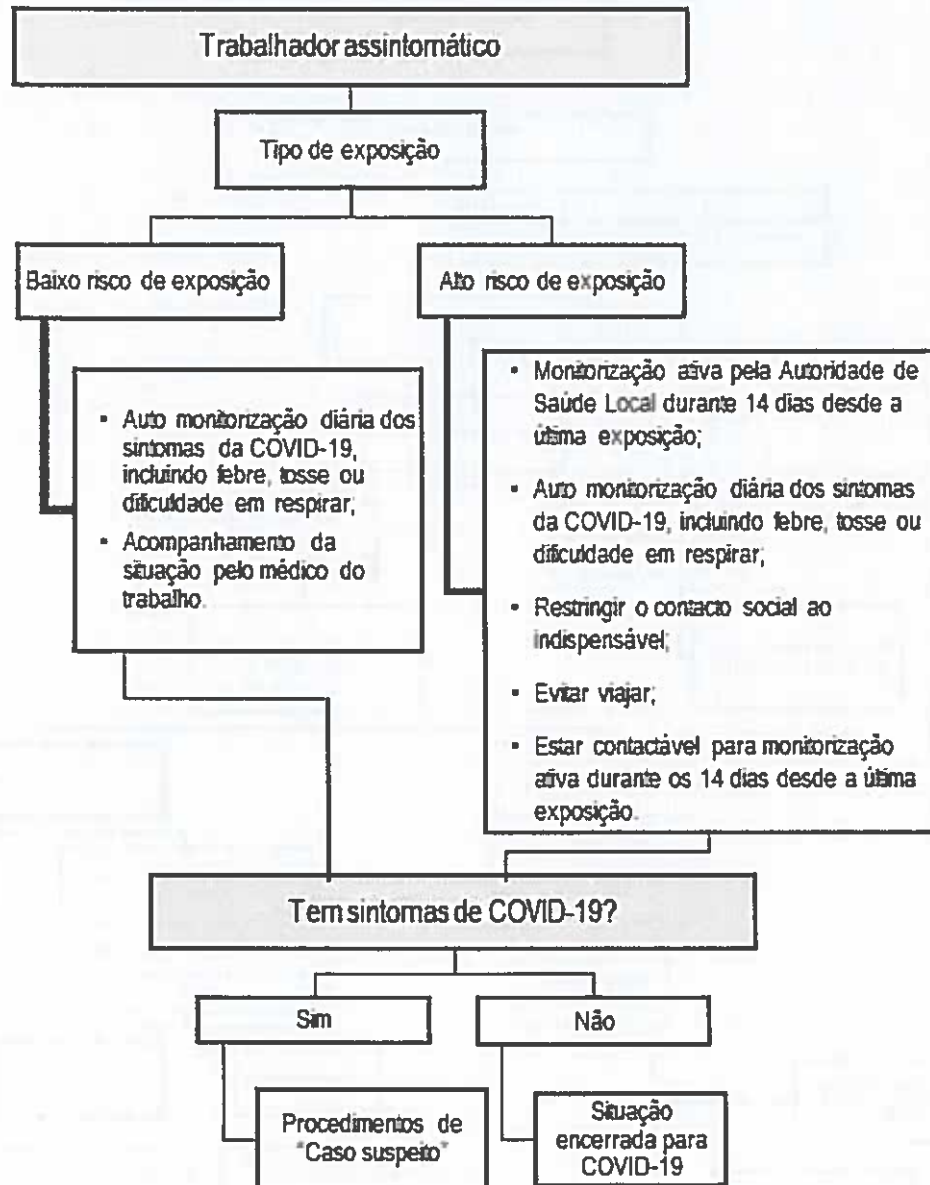 Trabalhador assintomático
Tipo de exposição
Baixo risco de exposição
Alto risco de exposição
• Auto monitorização diária dos
sintomas da COVID-19,
incluindo febre, tosse ou
dificuldade em respirar;
• Acompanhamento da
situação pelo médico do
trabalho.
• Monitorização ativa pela Autoridade de
Saúde Local durante 14 dias desde a
última exposição;
• Auto monitorização diária dos sintomas
da COVID-19, incluindo febre, tosse ou
dificuldade em respirar;
• Restringir o contacto social ao
indispensável;
• Evitar viajar;
• Estar contactável para monitorização
ativa durante os 14 dias desde a última
exposição.
Tem sintomas de COVID-19?
Sim
Não
Procedimentos de
"Caso suspeito"
Situação
encerrada para
COVID-19